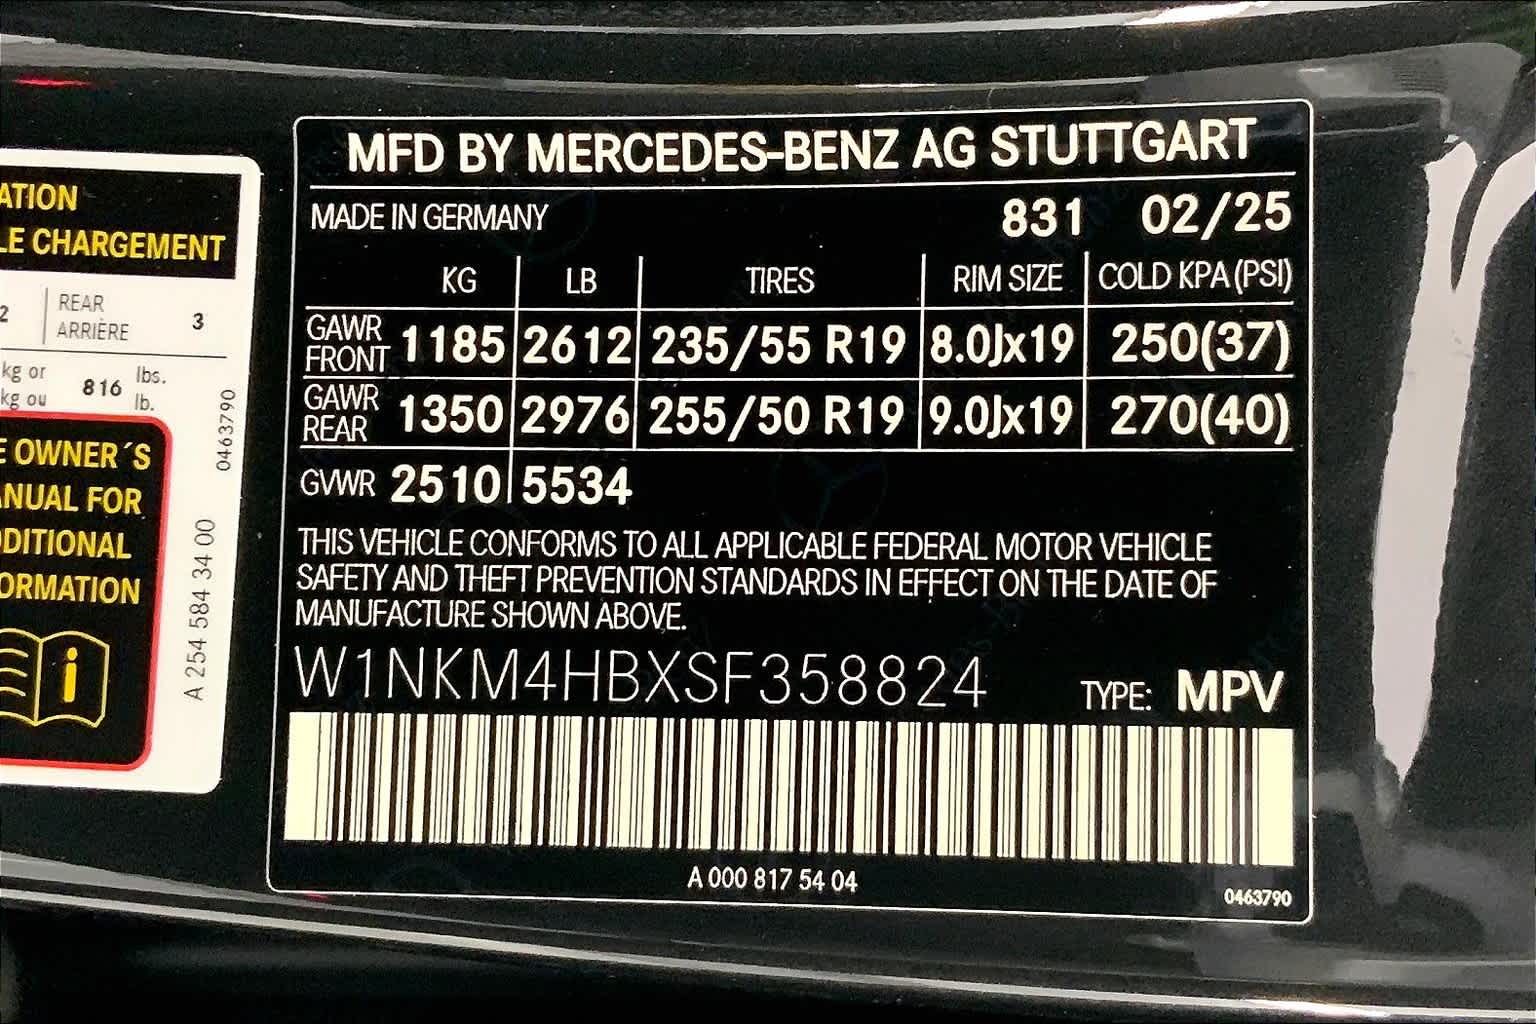 ATION
LE CHARGEMENT
2 REAR ARRIÈRE 3
kg or 816 lbs.
kg ou lb.
0463790
E OWNER´S
ANUAL FOR
DDITIONAL
FORMATION
A 254 584 34 00
MFD BY MERCEDES-BENZ AG STUTTGART
MADE IN GERMANY 831 02/25
KG LB TIRES RIM SIZE COLD KPA (PSI)
GAWR FRONT 1185 2612 235/55 R19 8.0Jx19 250(37)
GAWR REAR 1350 2976 255/50 R19 9.0Jx19 270(40)
GVWR 2510 5534
THIS VEHICLE CONFORMS TO ALL APPLICABLE FEDERAL MOTOR VEHICLE
SAFETY AND THEFT PREVENTION STANDARDS IN EFFECT ON THE DATE OF
MANUFACTURE SHOWN ABOVE.
W1NKM4HBXSF358824 TYPE: MPV
A 000 817 54 04
0463790